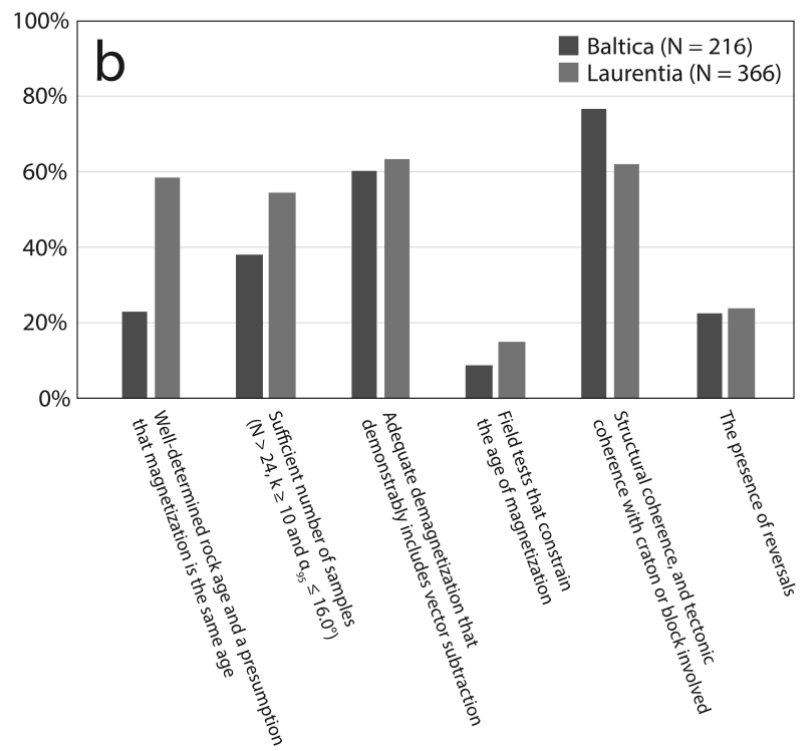 100%
80%
60%
40%
20%
0%
b
Baltica (N = 216)
Laurentia (N = 366)
Well-determined rock age and a presumption
that magnetization is the same age
Sufficient number of samples
(N > 24, k ≥ 10 and α₉₅ ≤ 16.0°)
Adequate demagnetization that
demonstrably includes vector subtraction
Field tests that constrain
the age of magnetization
Structural coherence, and tectonic
coherence with craton or block involved
The presence of reversals